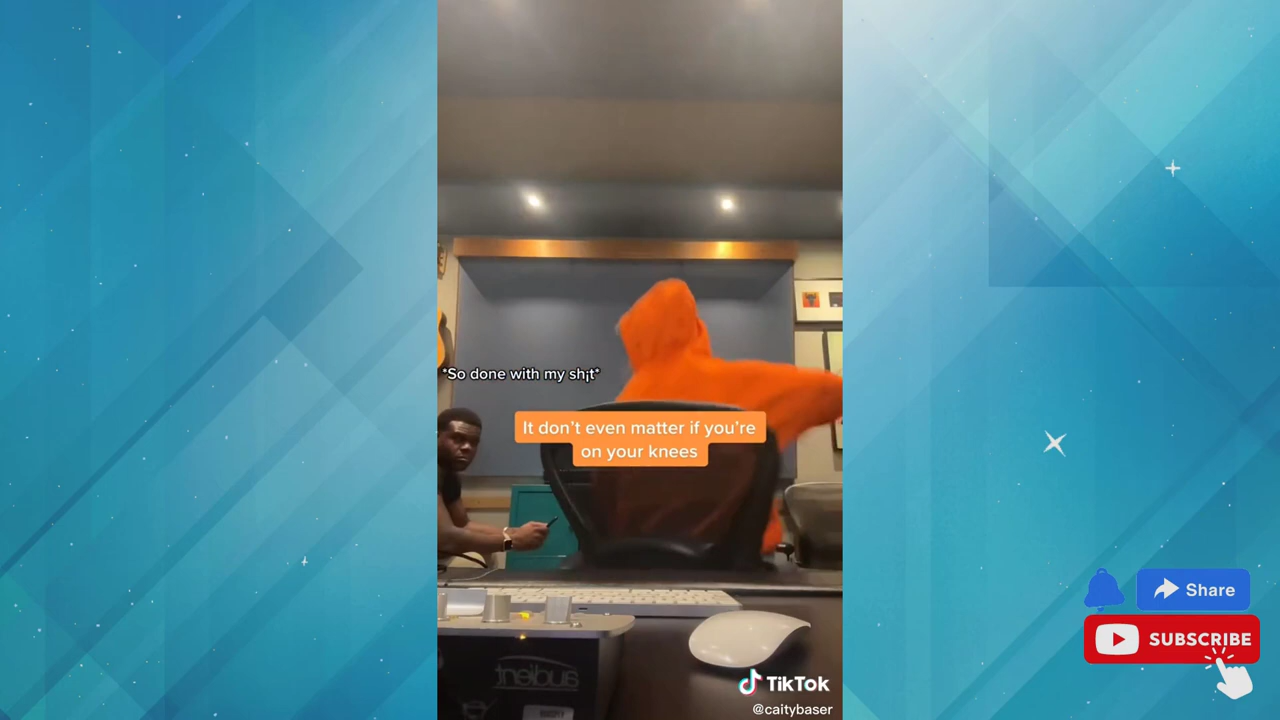 *So done with my sh¡t*
It don't even matter if you're
on your knees
audient
TikTok
@caitybaser
Share
SUBSCRIBE